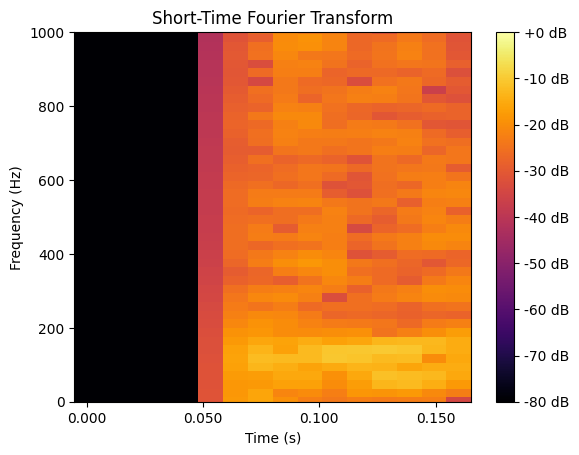 Short-Time Fourier Transform
Frequency (Hz)
1000
800
600
400
200
0
0.000
0.050
0.100
0.150
Time (s)
+0 dB
-10 dB
-20 dB
-30 dB
-40 dB
-50 dB
-60 dB
-70 dB
-80 dB